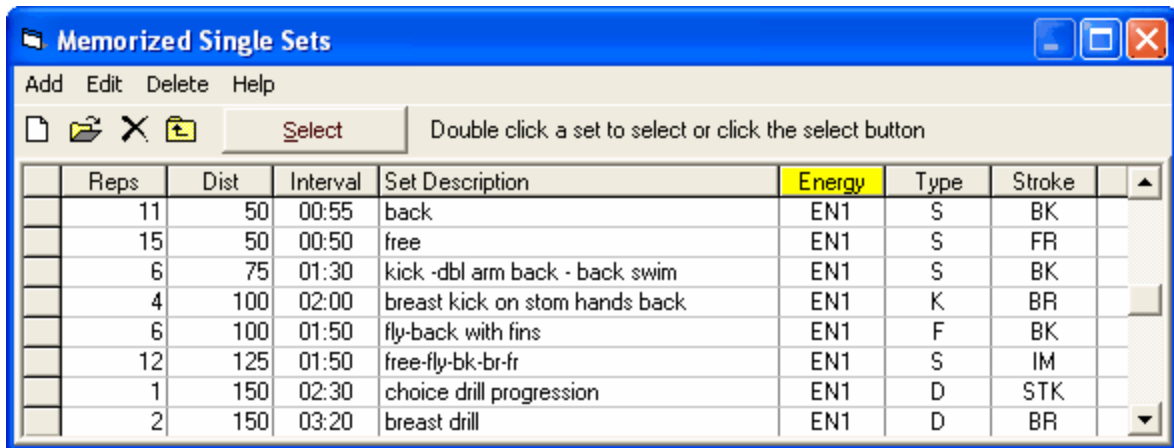 Memorized Single Sets
Add Edit Delete Help
Select Double click a set to select or click the select button
Reps Dist Interval Set Description Energy Type Stroke
11 50 00:55 back EN1 S BK
15 50 00:50 free EN1 S FR
6 75 01:30 kick -dbl arm back - back swim EN1 S BK
4 100 02:00 breast kick on stom hands back EN1 K BR
6 100 01:50 fly-back with fins EN1 F BK
12 125 01:50 free-fly-bk-br-fr EN1 S IM
1 150 02:30 choice drill progression EN1 D STK
2 150 03:20 breast drill EN1 D BR